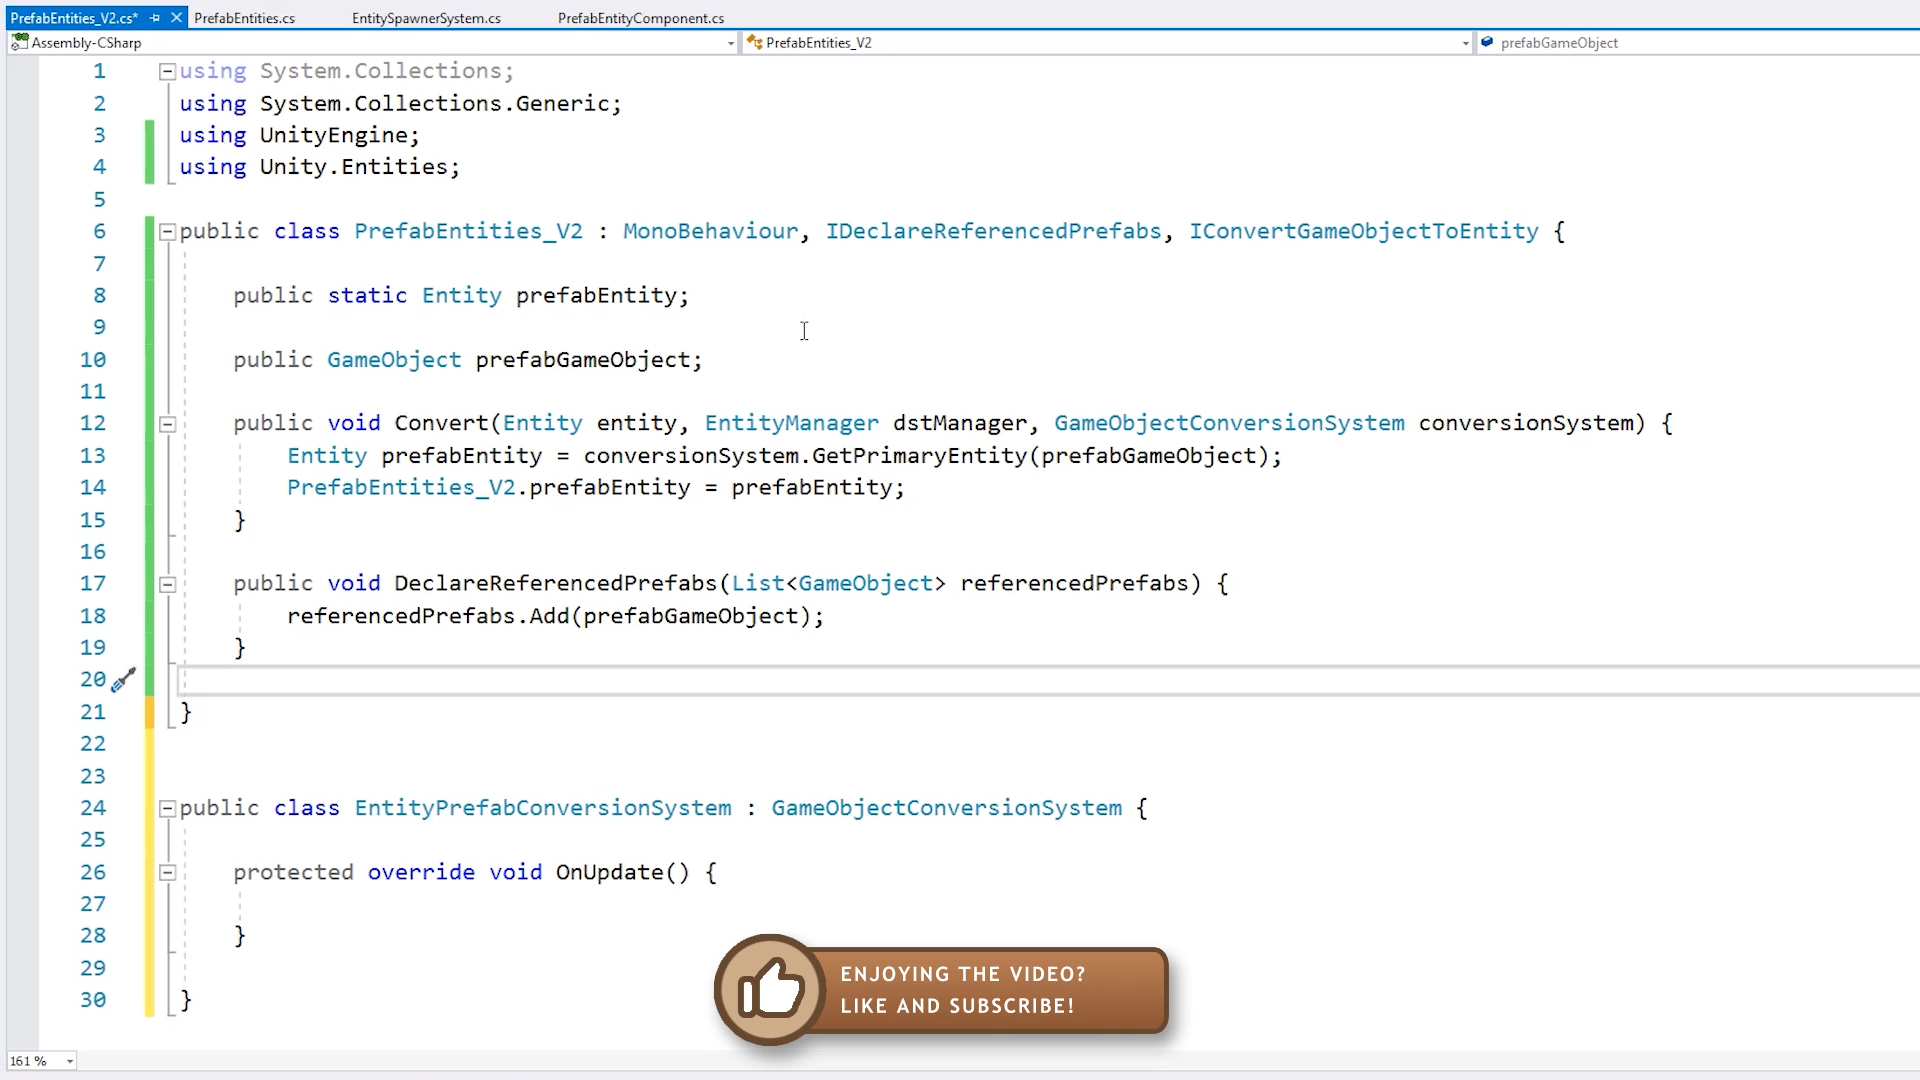 PrefabEntities_V2.cs* PrefabEntities.cs EntitySpawnerSystem.cs PrefabEntityComponent.cs
Assembly-CSharp PrefabEntities_V2 prefabGameObject
1 using System.Collections;
2 using System.Collections.Generic;
3 using UnityEngine;
4 using Unity.Entities;
5
6 public class PrefabEntities_V2 : MonoBehaviour, IDeclareReferencedPrefabs, IConvertGameObjectToEntity {
7
8 public static Entity prefabEntity;
9
10 public GameObject prefabGameObject;
11
12 public void Convert(Entity entity, EntityManager dstManager, GameObjectConversionSystem conversionSystem) {
13 Entity prefabEntity = conversionSystem.GetPrimaryEntity(prefabGameObject);
14 PrefabEntities_V2.prefabEntity = prefabEntity;
15 }
16
17 public void DeclareReferencedPrefabs(List<GameObject> referencedPrefabs) {
18 referencedPrefabs.Add(prefabGameObject);
19 }
20
21 }
22
23
24 public class EntityPrefabConversionSystem : GameObjectConversionSystem {
25
26 protected override void OnUpdate() {
27
28 }
29
30 }
ENJOYING THE VIDEO?
LIKE AND SUBSCRIBE!
161 %